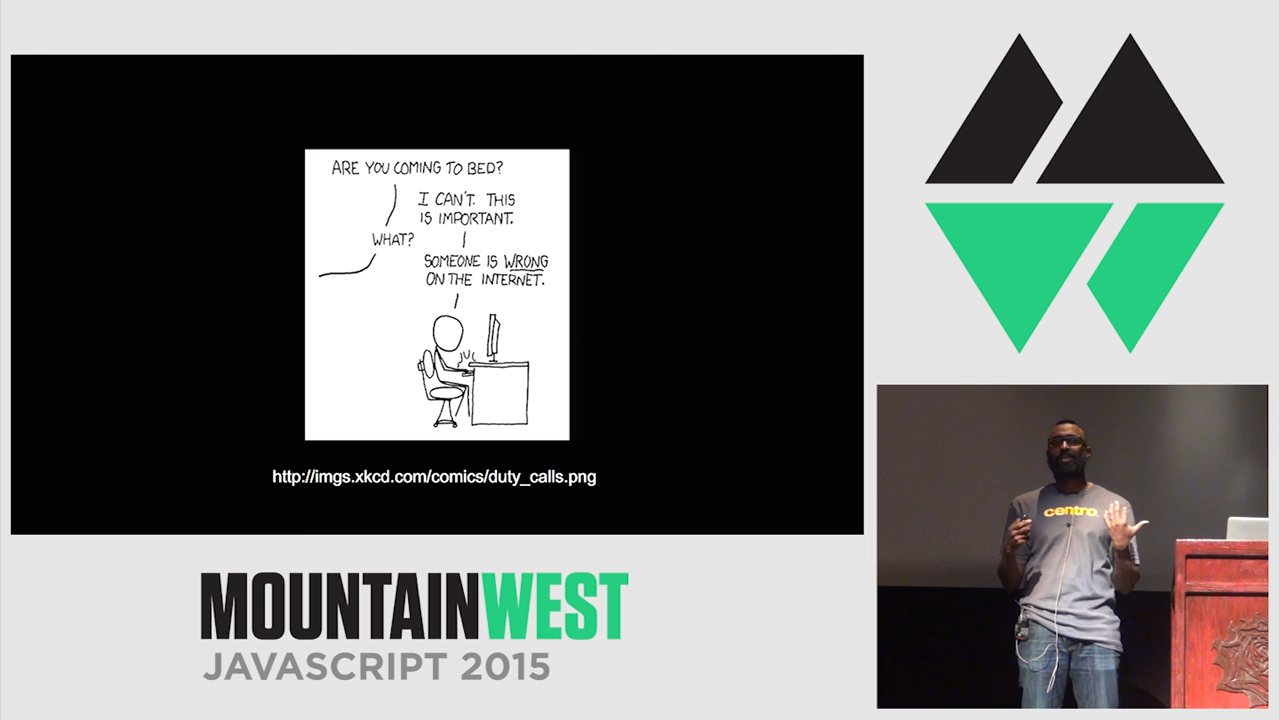 ARE YOU COMING TO BED?
I CAN'T. THIS
IS IMPORTANT.
WHAT?
SOMEONE IS WRONG
ON THE INTERNET.
http://imgs.xkcd.com/comics/duty_calls.png
MOUNTAINWEST
JAVASCRIPT 2015
centro.